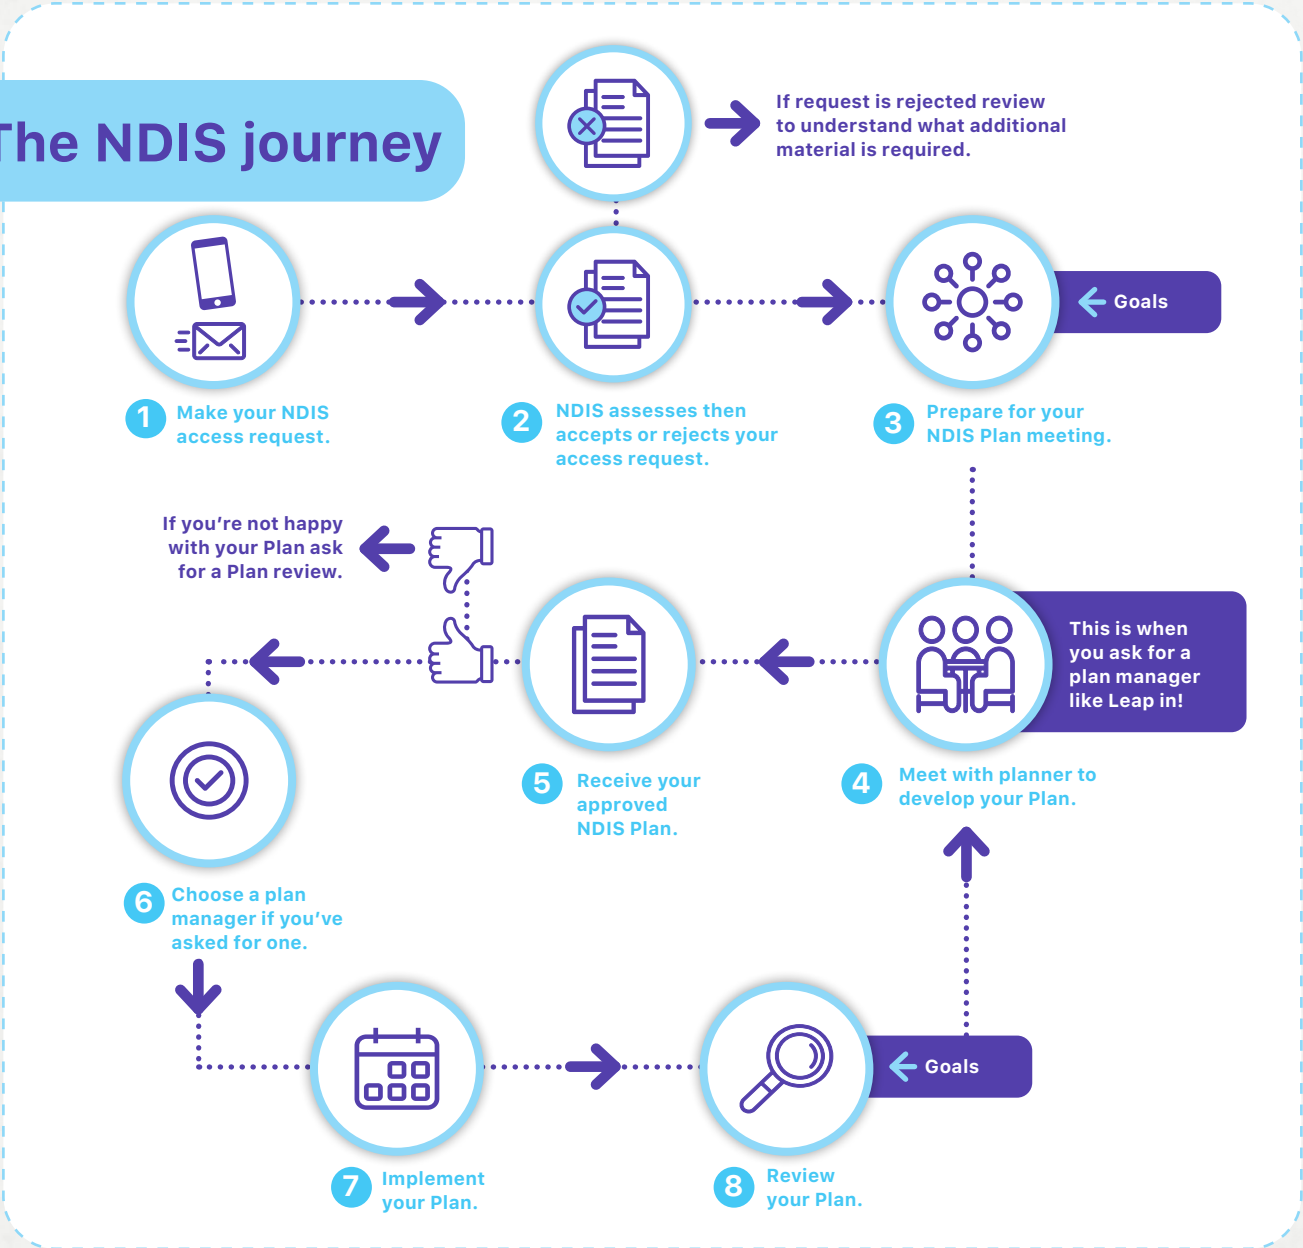 The NDIS journey
If request is rejected review
to understand what additional
material is required.
Goals
1 Make your NDIS
access request.
2 NDIS assesses then
accepts or rejects your
access request.
3 Prepare for your
NDIS Plan meeting.
If you’re not happy
with your Plan ask
for a Plan review.
This is when
you ask for a
plan manager
like Leap in!
4 Meet with planner to
develop your Plan.
5 Receive your
approved
NDIS Plan.
6 Choose a plan
manager if you’ve
asked for one.
Goals
7 Implement
your Plan.
8 Review
your Plan.